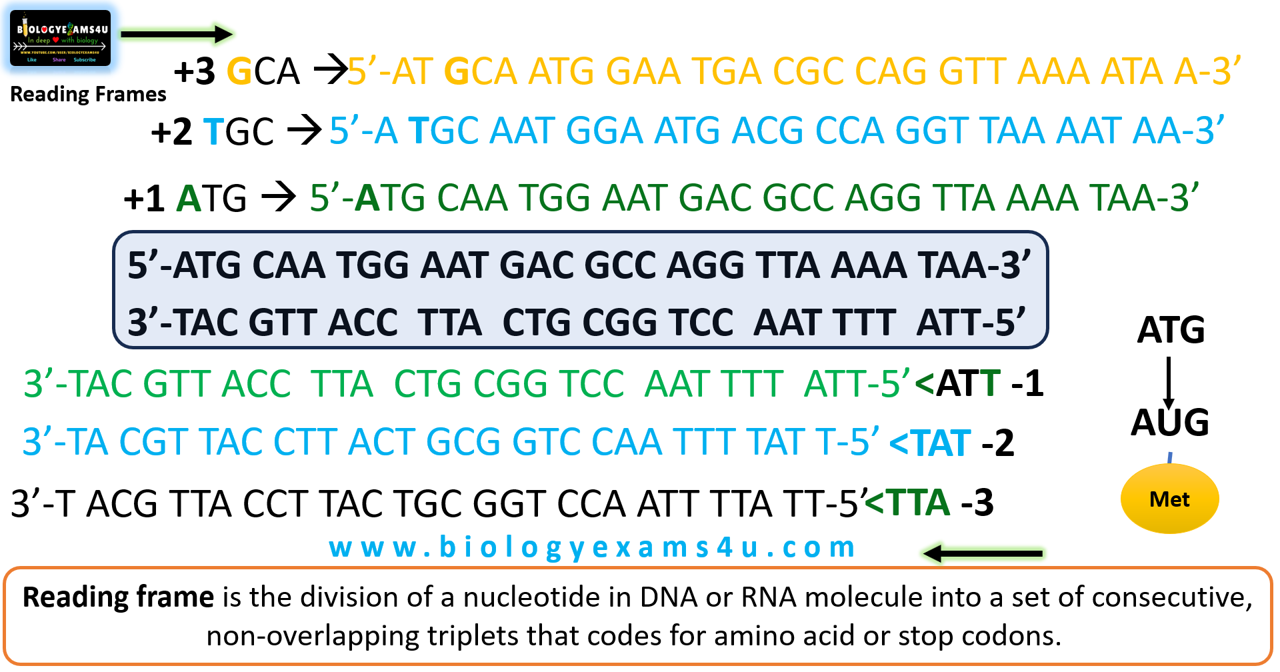 BiOLOGYEXAMS4U
In deep ❤ with biology
WWW.YOUTUBE.COM/USER/BIOLOGYEXAMS4U
Like Share Subscribe
Reading Frames
+3 GCA → 5’-AT GCA ATG GAA TGA CGC CAG GTT AAA ATA A-3’
+2 TGC → 5’-A TGC AAT GGA ATG ACG CCA GGT TAA AAT AA-3’
+1 ATG → 5’-ATG CAA TGG AAT GAC GCC AGG TTA AAA TAA-3’
5’-ATG CAA TGG AAT GAC GCC AGG TTA AAA TAA-3’
3’-TAC GTT ACC TTA CTG CGG TCC AAT TTT ATT-5’
3’-TAC GTT ACC TTA CTG CGG TCC AAT TTT ATT-5’ <ATT -1
3’-TA CGT TAC CTT ACT GCG GTC CAA TTT TAT T-5’ <TAT -2
3’-T ACG TTA CCT TAC TGC GGT CCA ATT TTA TT-5’ <TTA -3
ATG
AUG
Met
www.biologyexams4u.com
Reading frame is the division of a nucleotide in DNA or RNA molecule into a set of consecutive,
non-overlapping triplets that codes for amino acid or stop codons.